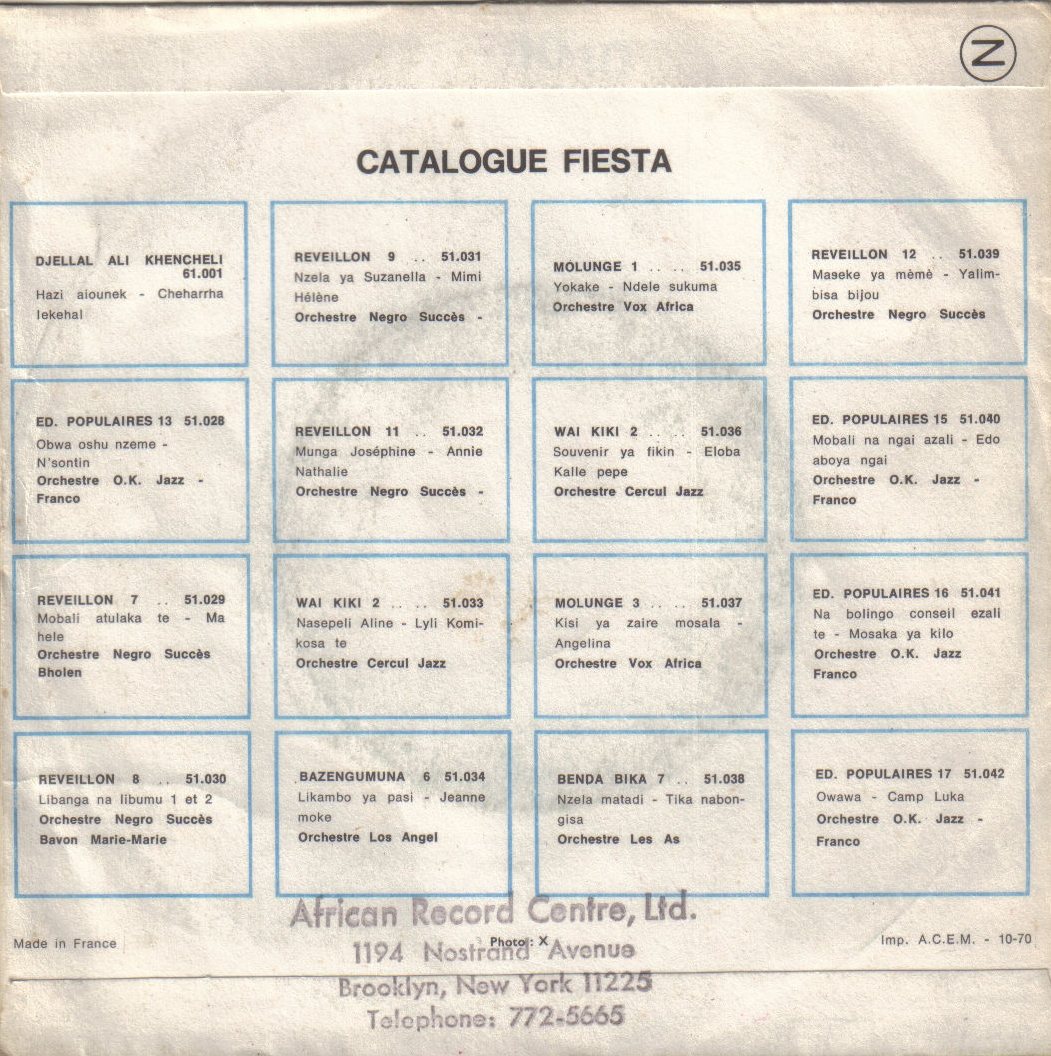 N
CATALOGUE FIESTA
DJELLAL ALI KHENCHELI
61.001
Hazi aiounek - Cheharrha
lekehal
REVEILLON 9 .. 51.031
Nzela ya Suzanella - Mimi
Hélène
Orchestre Negro Succès -
MOLUNGE 1 .. .. 51.035
Yokake - Ndele sukuma
Orchestre Vox Africa
REVEILLON 12 .. 51.039
Maseke ya mèmè - Yalim-
bisa bijou
Orchestre Negro Succès
ED. POPULAIRES 13 51.028
Obwa oshu nzeme -
N'sontin
Orchestre O.K. Jazz -
Franco
REVEILLON 11 .. 51.032
Munga Joséphine - Annie
Nathalie
Orchestre Negro Succès -
WAI KIKI 2 .. .. 51.036
Souvenir ya fikin - Eloba
Kalle pepe
Orchestre Cercul Jazz
ED. POPULAIRES 15 51.040
Mobali na ngai azali - Edo
aboya ngai
Orchestre O.K. Jazz -
Franco
REVEILLON 7 .. 51.029
Mobali atulaka te - Ma
hele
Orchestre Negro Succès
Bholen
WAI KIKI 2 .. .. 51.033
Nasepeli Aline - Lyli Komi-
kosa te
Orchestre Cercul Jazz
MOLUNGE 3 .. .. 51.037
Kisi ya zaire mosala -
Angelina
Orchestre Vox Africa
ED. POPULAIRES 16 51.041
Na bolingo conseil ezali
te - Mosaka ya kilo
Orchestre O.K. Jazz
Franco
REVEILLON 8 .. 51.030
Libanga na libumu 1 et 2
Orchestre Negro Succès
Bavon Marie-Marie
BAZENGUMUNA 6 51.034
Likambo ya pasi - Jeanne
moke
Orchestre Los Angel
BENDA BIKA 7 .. 51.038
Nzela matadi - Tika nabon-
gisa
Orchestre Les As
ED. POPULAIRES 17 51.042
Owawa - Camp Luka
Orchestre O.K. Jazz -
Franco
African Record Centre, Ltd.
Made in France
Photo : X
Imp. A.C.E.M. - 10-70
1194 Nostrand Avenue
Brooklyn, New York 11225
Telephone: 772-5665